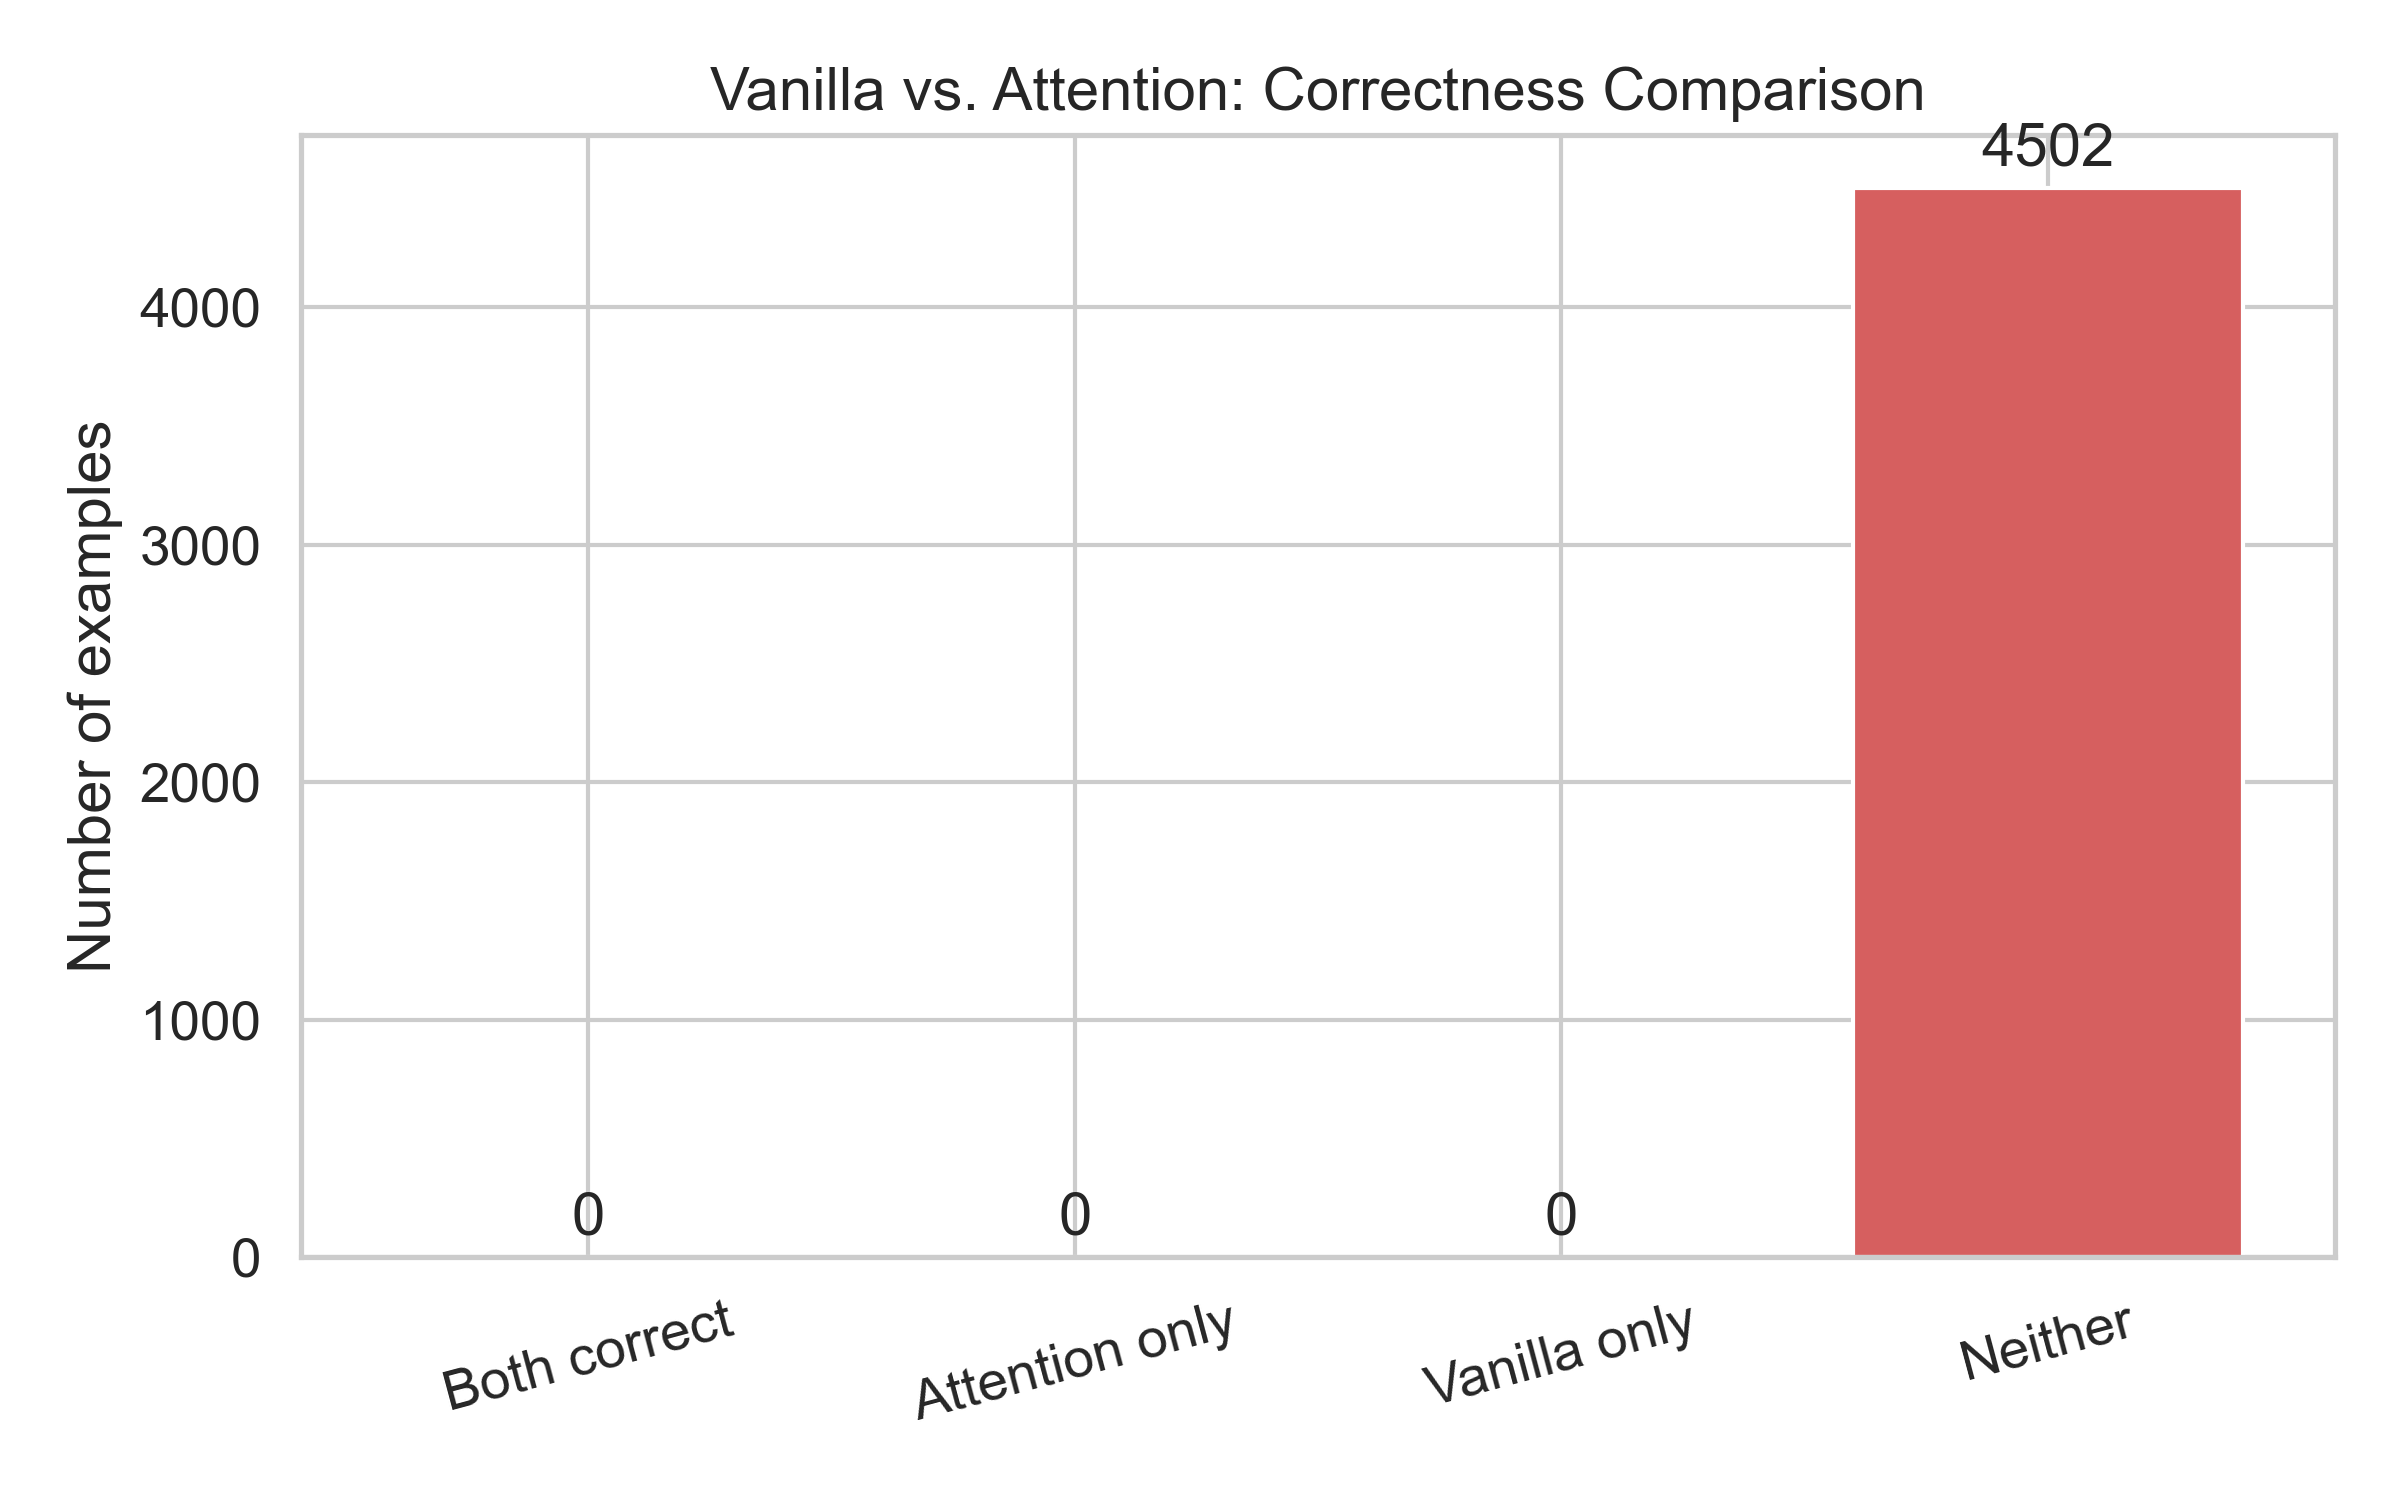 Vanilla vs. Attention: Correctness Comparison
4502
4000
3000
2000
1000
0
Number of examples
0
0
0
Both correct
Attention only
Vanilla only
Neither